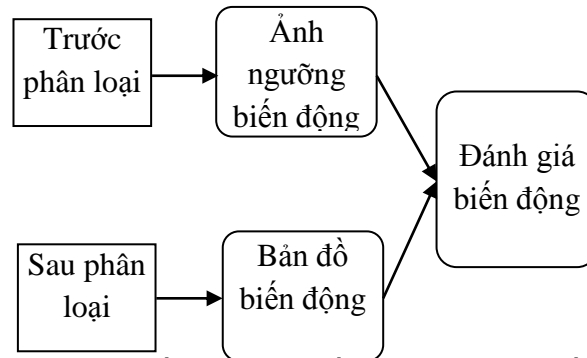 Trước
phân loại
Ảnh
ngưỡng
biến động
Đánh giá
biến động
Sau phân
loại
Bản đồ
biến động